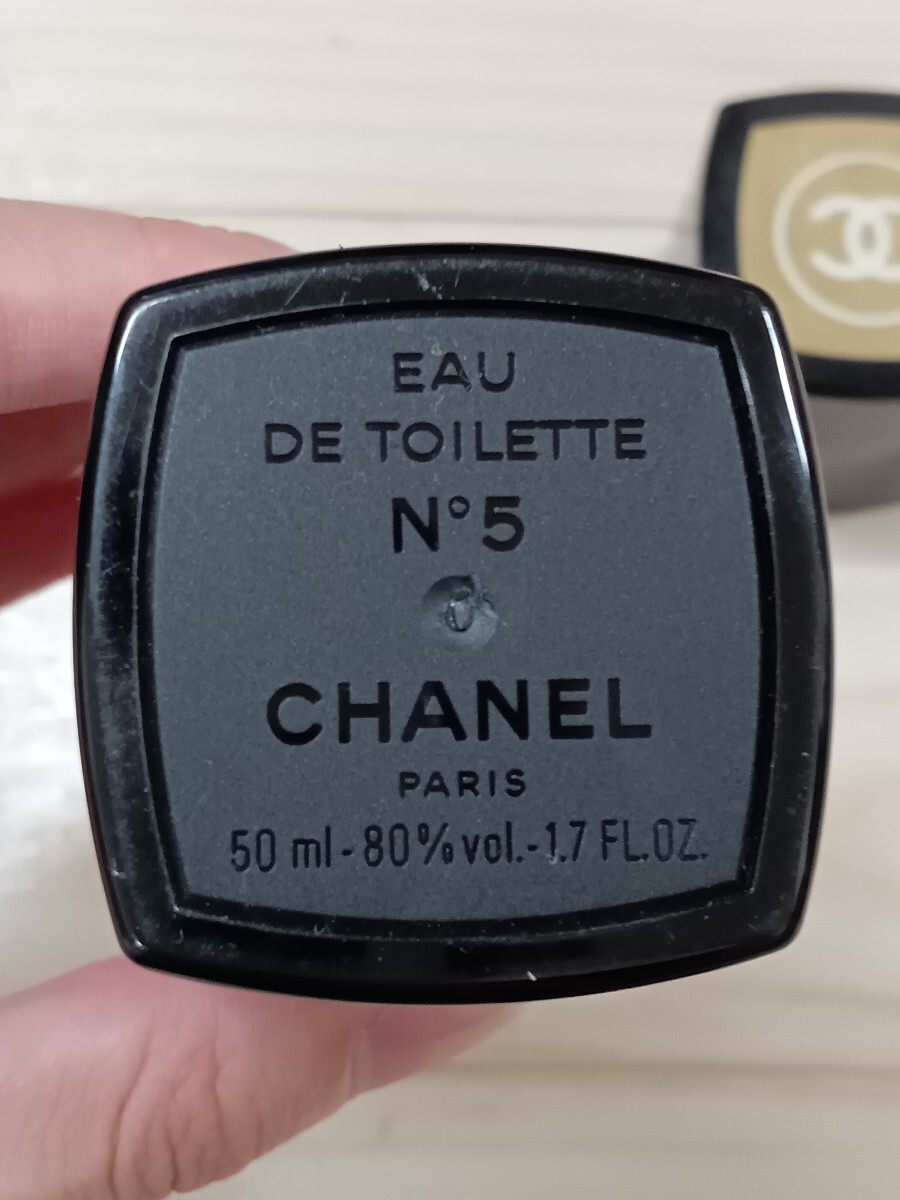 EAU
DE TOILETTE
N°5
CHANEL
PARIS
50 ml-80% vol.-1.7 FL.OZ.